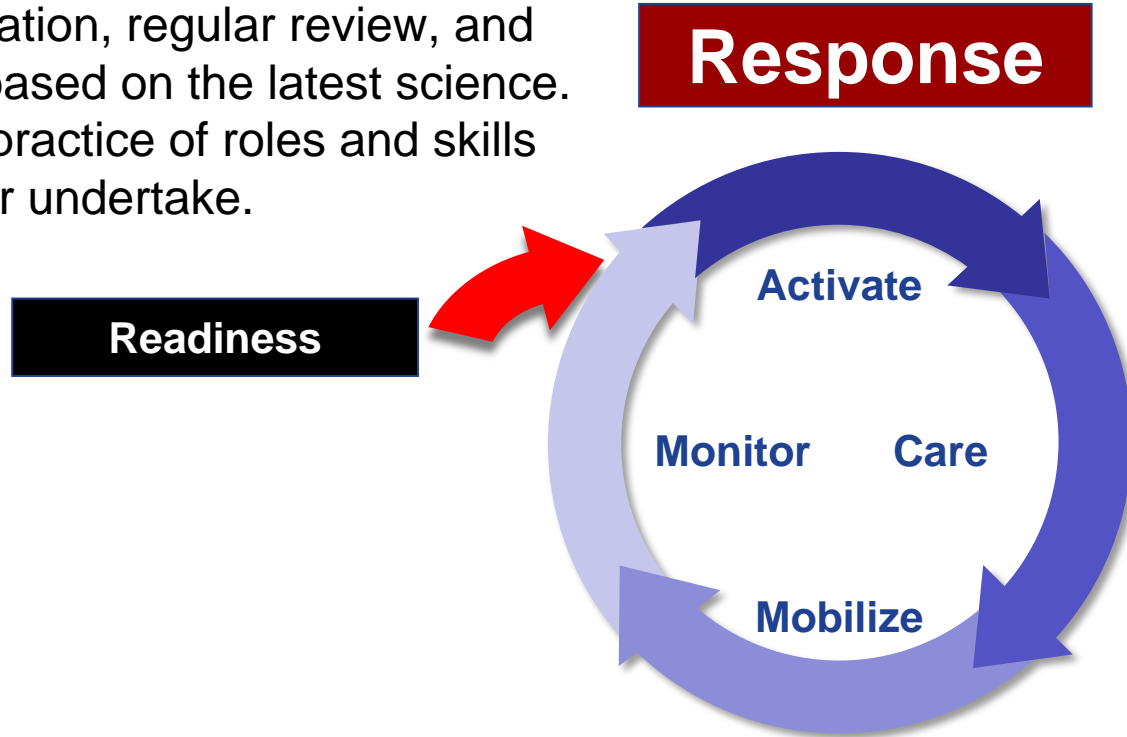 ation, regular review, and
based on the latest science.
practice of roles and skills
r undertake.
Response
Readiness
Activate
Monitor Care
Mobilize